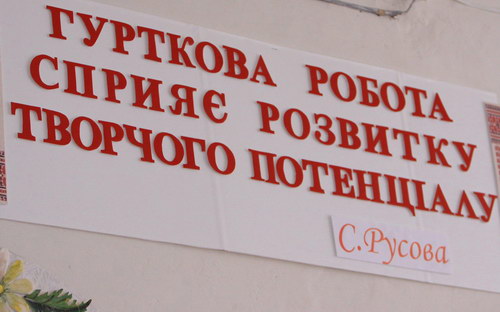 ГУРТКОВА РОБОТА
СПРИЯЄ РОЗВИТКУ
ТВОРЧОГО ПОТЕНЦІАЛУ
С.Русова